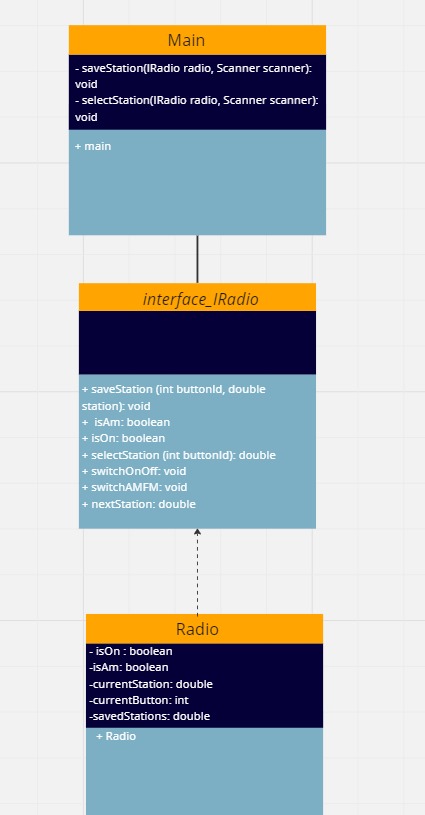 Main
- saveStation(IRadio radio, Scanner scanner):
void
- selectStation(IRadio radio, Scanner scanner):
void
+ main
interface_IRadio
+ saveStation (int buttonId, double
station): void
+ isAm: boolean
+ isOn: boolean
+ selectStation (int buttonId): double
+ switchOnOff: void
+ switchAMFM: void
+ nextStation: double
Radio
- isOn : boolean
-isAm: boolean
-currentStation: double
-currentButton: int
-savedStations: double
+ Radio